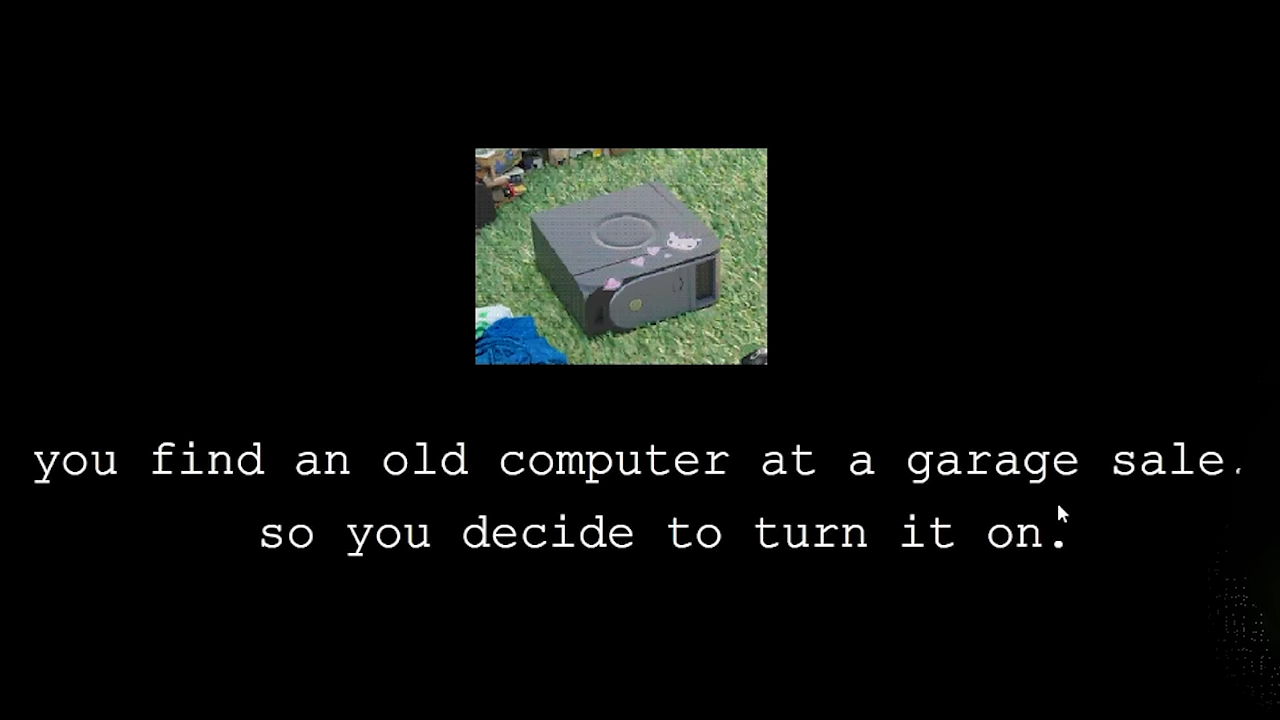 you find an old computer at a garage sale.
so you decide to turn it on.